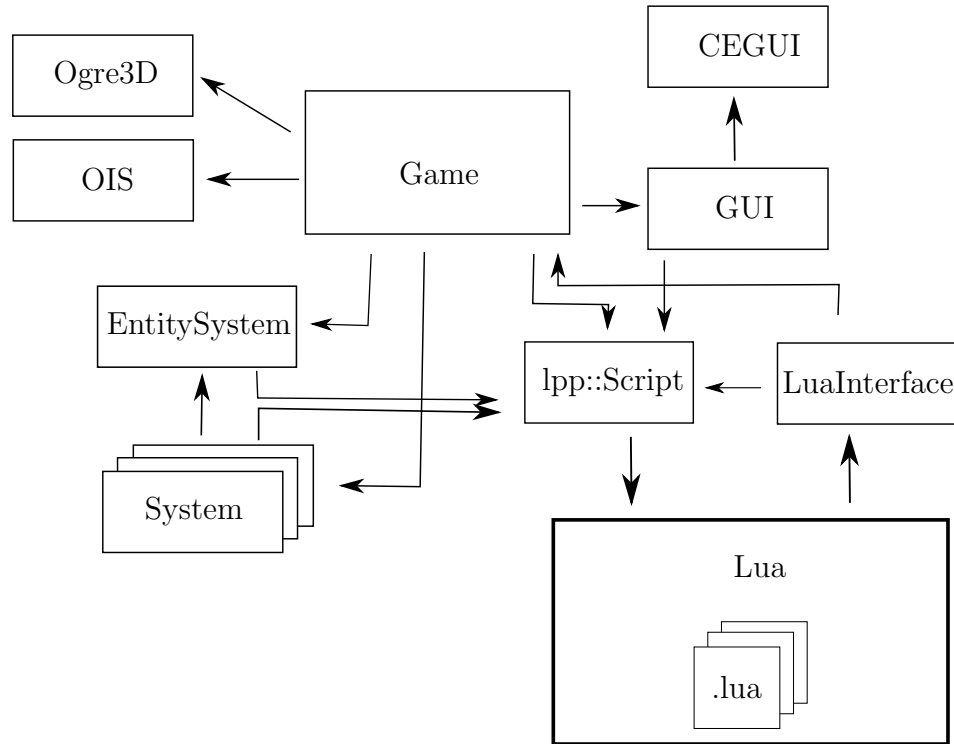 CEGUI
Ogre3D
Game
OIS
GUI
EntitySystem
lpp::Script
LuaInterface
System
Lua
.lua